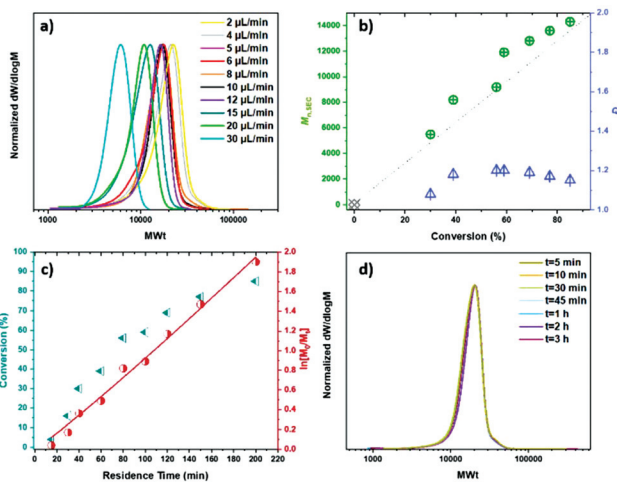 a)
2 µL/min
4 µL/min
5 µL/min
6 µL/min
8 µL/min
10 µL/min
12 µL/min
15 µL/min
20 µL/min
30 µL/min
Normalized dW/dlogM
1000 10000 100000
MWt
b)
14000
12000
10000
8000
6000
4000
2000
0
Mn,SEC
2.0
1.8
1.6
1.4
1.2
1.0
Đ
0 20 40 60 80
Conversion (%)
c)
100
90
80
70
60
50
40
30
20
10
0
Conversion (%)
2.0
1.8
1.6
1.4
1.2
1.0
0.8
0.6
0.4
0.2
0.0
0 20 40 60 80 100 120 140 160 180 200 220
Residence Time (min)
d)
t=5 min
t=10 min
t=30 min
t=45 min
t=1 h
t=2 h
t=3 h
Normalized dW/dlogM
1000 10000 100000
MWt